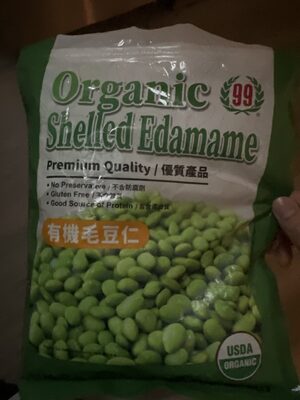 Organic
99
Shelled Edamame
Premium Quality / 優質產品
• No Preservative / 不含防腐劑
• Gluten Free /
• Good Source of Protein /
有機毛豆仁
USDA
ORGANIC